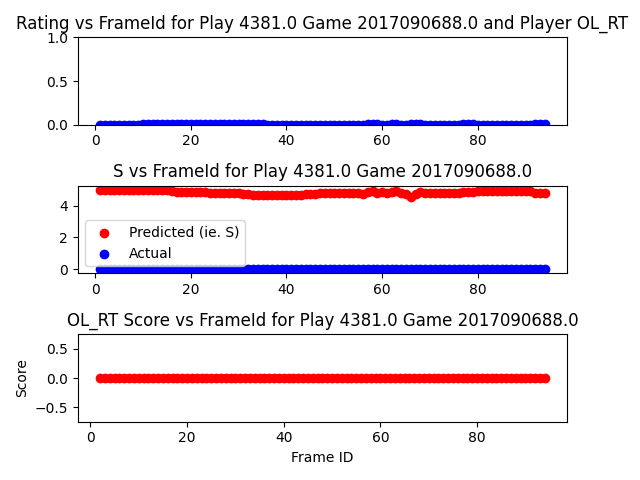 Rating vs FrameId for Play 4381.0 Game 2017090688.0 and Player OL_RT
1.0
0.5
0.0
0 20 40 60 80
S vs FrameId for Play 4381.0 Game 2017090688.0
4
2
0
Predicted (ie. S)
Actual
0 20 40 60 80
OL_RT Score vs FrameId for Play 4381.0 Game 2017090688.0
Score
0.5
0.0
−0.5
0 20 40 60 80
Frame ID